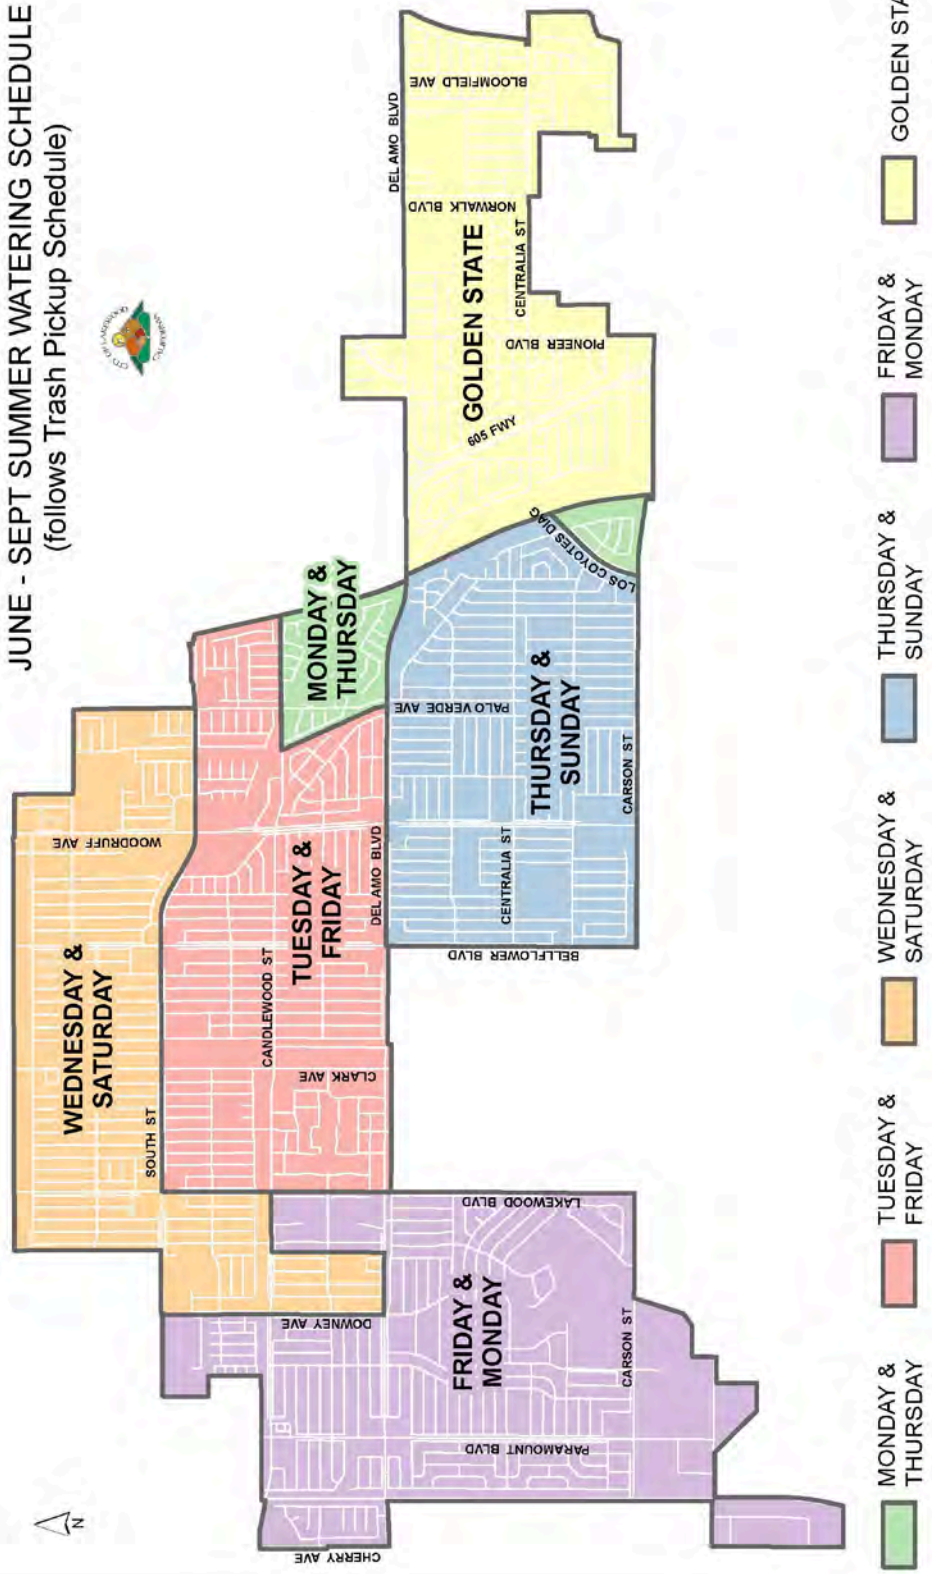 JUNE - SEPT SUMMER WATERING SCHEDULE
(follows Trash Pickup Schedule)
CITY OF LAKEWOOD
CALIFORNIA
N
WEDNESDAY &
SATURDAY
WOODRUFF AVE
SOUTH ST
TUESDAY &
FRIDAY
CANDLEWOOD ST
CLARK AVE
DEL AMO BLVD
MONDAY &
THURSDAY
DEL AMO BLVD
BLOOMFIELD AVE
NORWALK BLVD
GOLDEN STATE
CENTRALIA ST
PIONEER BLVD
605 FWY
LOS COYOTES DIAG
PALO VERDE AVE
THURSDAY &
SUNDAY
CENTRALIA ST
CARSON ST
BELLFLOWER BLVD
LAKEWOOD BLVD
DOWNEY AVE
FRIDAY &
MONDAY
CARSON ST
PARAMOUNT BLVD
CHERRY AVE
MONDAY &
THURSDAY
TUESDAY &
FRIDAY
WEDNESDAY &
SATURDAY
THURSDAY &
SUNDAY
FRIDAY &
MONDAY
GOLDEN STA